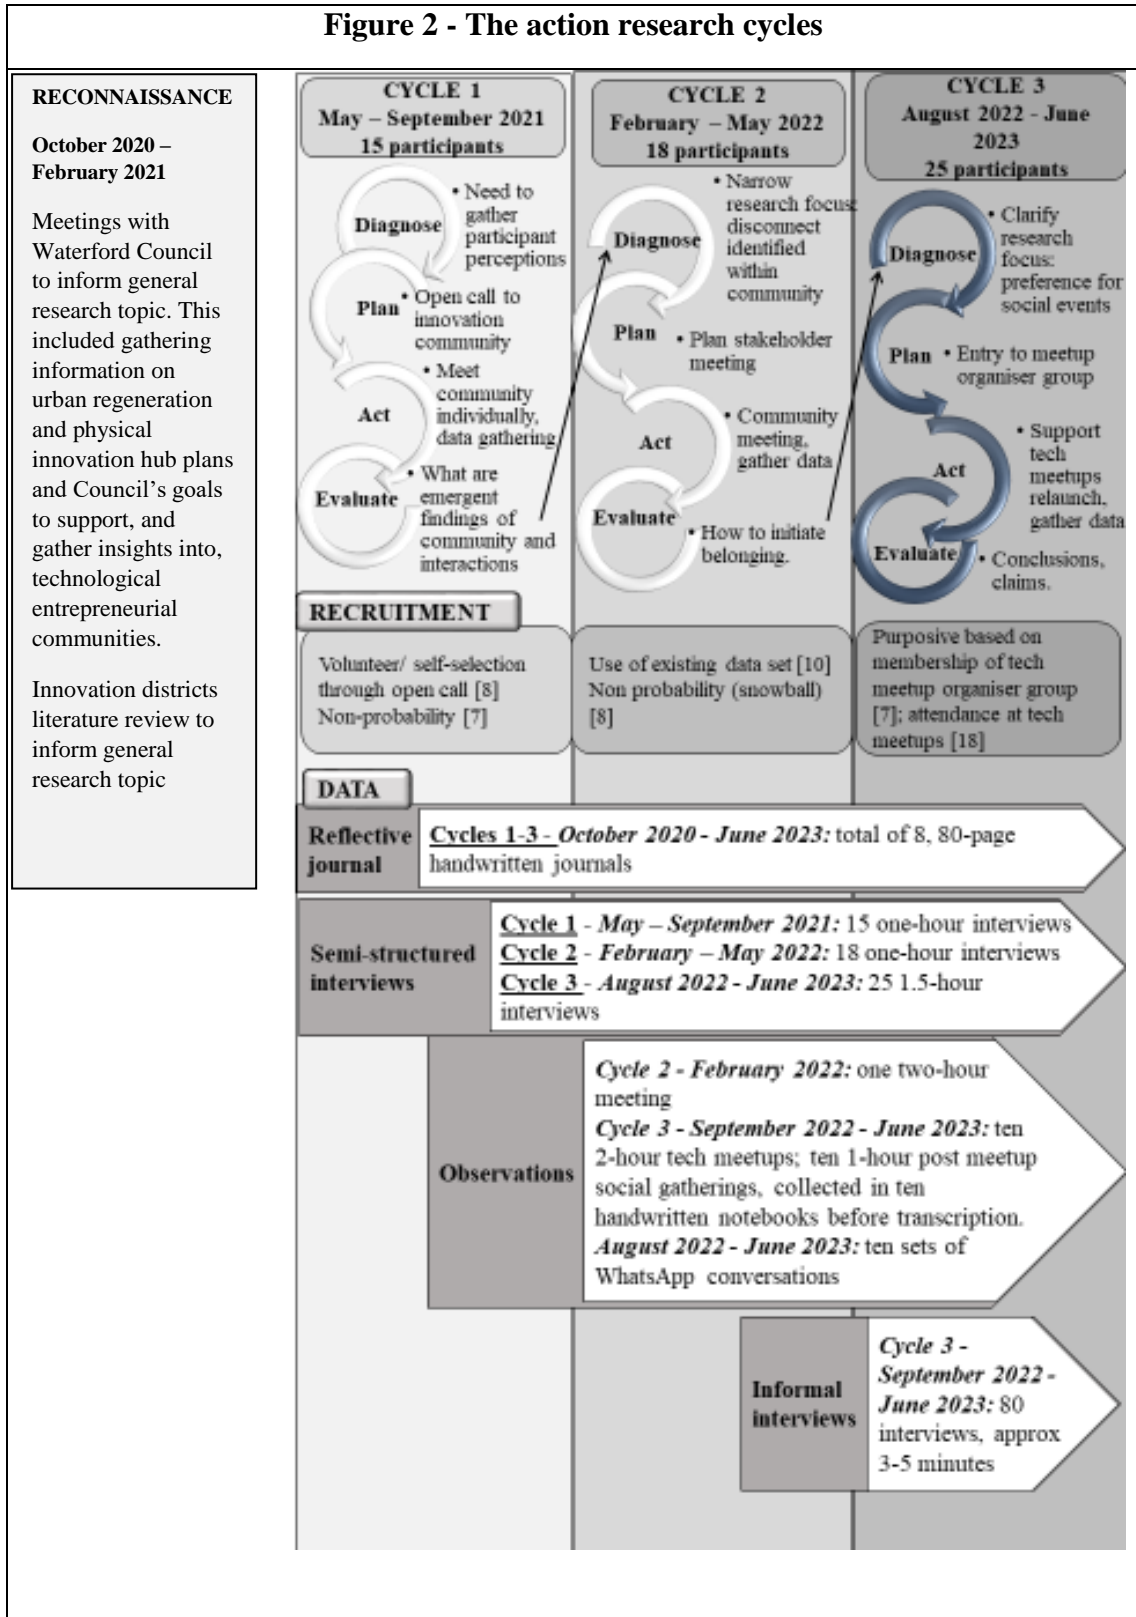 Figure 2 - The action research cycles
RECONNAISSANCE
October 2020 –
February 2021
Meetings with
Waterford Council
to inform general
research topic. This
included gathering
information on
urban regeneration
and physical
innovation hub plans
and Council’s goals
to support, and
gather insights into,
technological
entrepreneurial
communities.
Innovation districts
literature review to
inform general
research topic
CYCLE 1
May – September 2021
15 participants
Diagnose
• Need to
gather
participant
perceptions
Plan
• Open call to
innovation
community
Act
• Meet
community
individually,
data gathering
Evaluate
• What are
emergent
findings of
community and
interactions
CYCLE 2
February – May 2022
18 participants
Diagnose
• Narrow
research focus:
disconnect
identified
within
community
Plan
• Plan stakeholder
meeting
Act
• Community
meeting,
gather data
Evaluate
• How to initiate
belonging.
CYCLE 3
August 2022 - June
2023
25 participants
Diagnose
• Clarify
research
focus:
preference for
social events
Plan
• Entry to meetup
organiser group
Act
• Support
tech
meetups
relaunch,
gather data
Evaluate
• Conclusions,
claims.
RECRUITMENT
Volunteer/ self-selection
through open call [8]
Non-probability [7]
Use of existing data set [10]
Non probability (snowball)
[8]
Purposive based on
membership of tech
meetup organiser group
[7]; attendance at tech
meetups [18]
DATA
Reflective
journal
Cycles 1-3 - October 2020 - June 2023: total of 8, 80-page
handwritten journals
Semi-structured
interviews
Cycle 1 - May – September 2021: 15 one-hour interviews
Cycle 2 - February – May 2022: 18 one-hour interviews
Cycle 3 - August 2022 - June 2023: 25 1.5-hour
interviews
Observations
Cycle 2 - February 2022: one two-hour
meeting
Cycle 3 - September 2022 - June 2023: ten
2-hour tech meetups; ten 1-hour post meetup
social gatherings, collected in ten
handwritten notebooks before transcription.
August 2022 - June 2023: ten sets of
WhatsApp conversations
Informal
interviews
Cycle 3 -
September 2022 -
June 2023: 80
interviews, approx
3-5 minutes